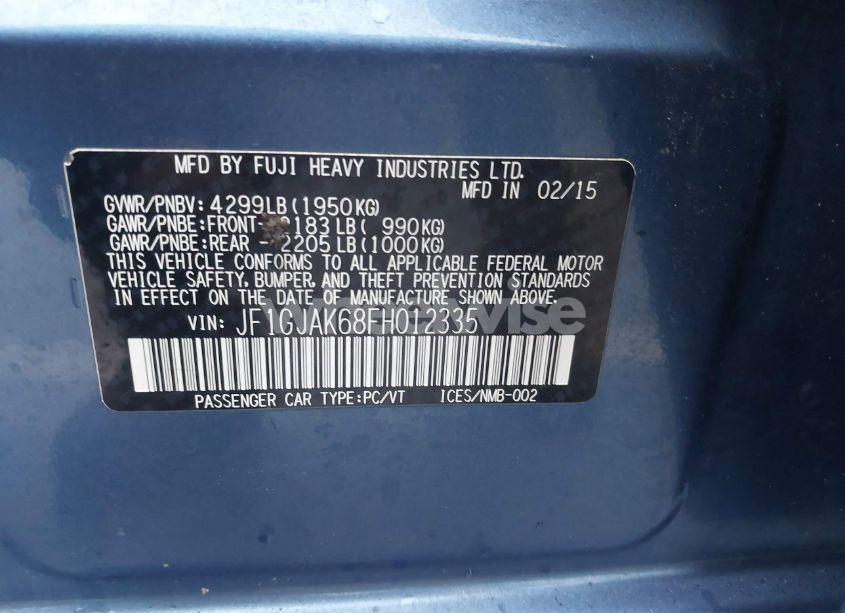 MFD BY FUJI HEAVY INDUSTRIES LTD.
MFD IN 02/15
GVWR/PNBV: 4299LB(1950KG)
GAWR/PNBE:FRONT- 2183 LB( 990KG)
GAWR/PNBE:REAR - 2205 LB(1000KG)
THIS VEHICLE CONFORMS TO ALL APPLICABLE FEDERAL MOTOR
VEHICLE SAFETY, BUMPER, AND THEFT PREVENTION STANDARDS
IN EFFECT ON THE DATE OF MANUFACTURE SHOWN ABOVE.
VIN: JF1GJAK68FH012335
PASSENGER CAR TYPE:PC/VT ICES/NMB-002